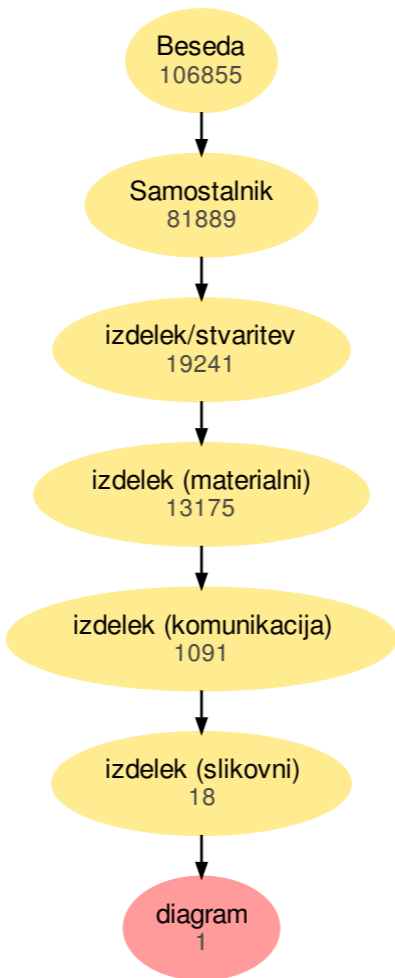 Beseda
106855
Samostalnik
81889
izdelek/stvaritev
19241
izdelek (materialni)
13175
izdelek (komunikacija)
1091
izdelek (slikovni)
18
diagram
1